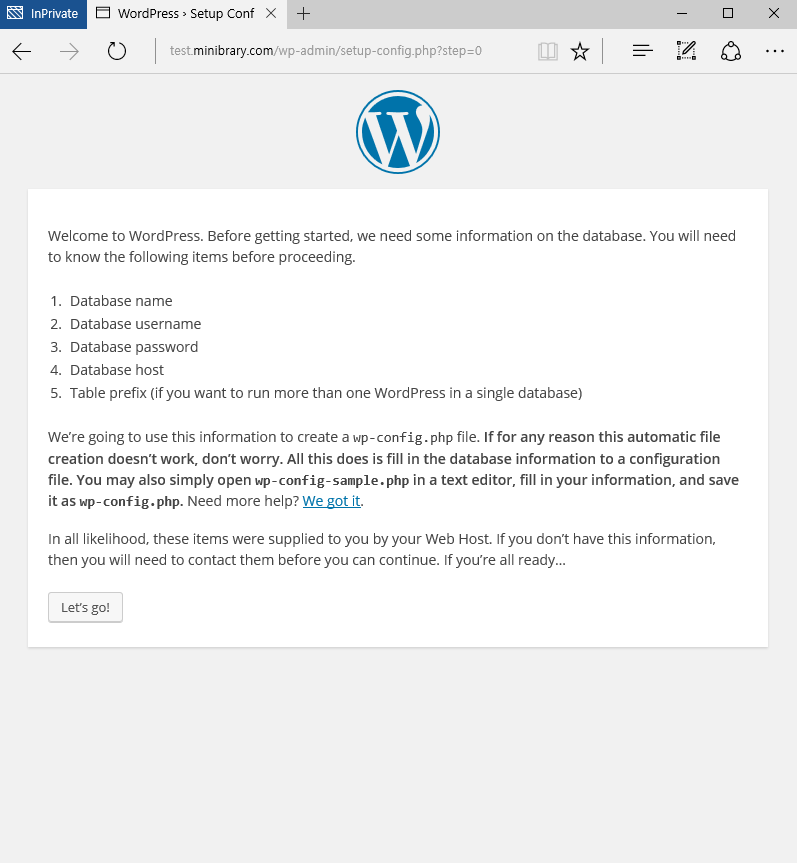 InPrivate
WordPress › Setup Conf
test.minibrary.com/wp-admin/setup-config.php?step=0
W
Welcome to WordPress. Before getting started, we need some information on the database. You will need
to know the following items before proceeding.
1. Database name
2. Database username
3. Database password
4. Database host
5. Table prefix (if you want to run more than one WordPress in a single database)
We’re going to use this information to create a wp-config.php file. If for any reason this automatic file
creation doesn’t work, don’t worry. All this does is fill in the database information to a configuration
file. You may also simply open wp-config-sample.php in a text editor, fill in your information, and save
it as wp-config.php. Need more help? We got it.
In all likelihood, these items were supplied to you by your Web Host. If you don’t have this information,
then you will need to contact them before you can continue. If you’re all ready…
Let’s go!